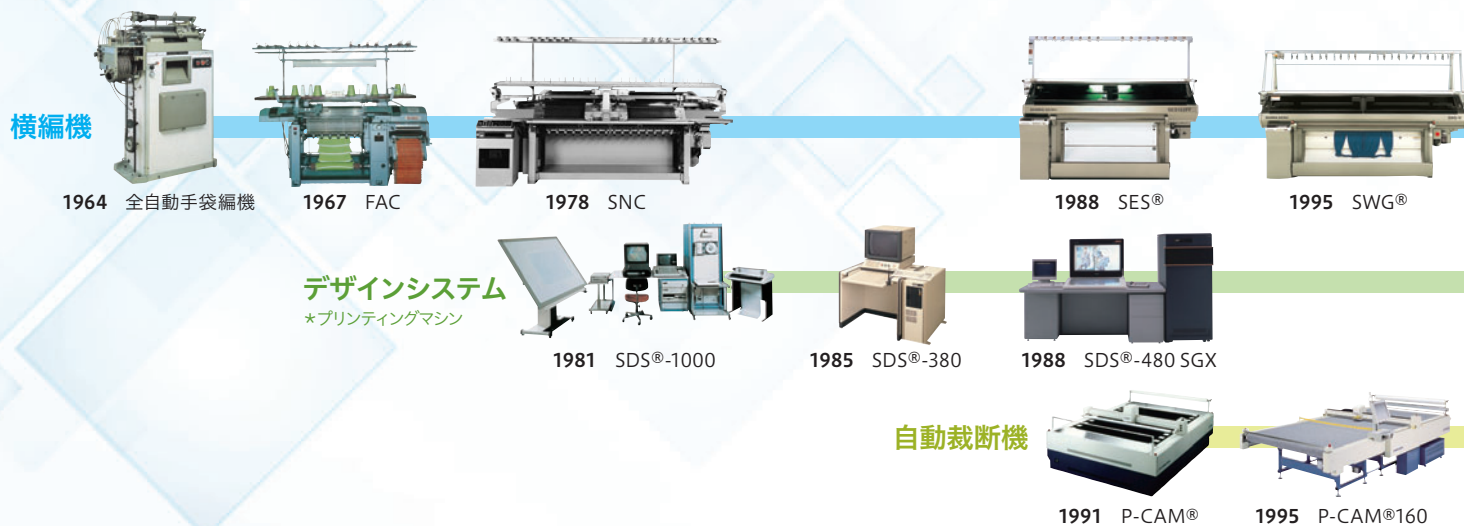 横編機
1964 全自動手袋編機
1967 FAC
1978 SNC
1988 SES®
1995 SWG®
デザインシステム
*プリンティングマシン
1981 SDS®-1000
1985 SDS®-380
1988 SDS®-480 SGX
自動裁断機
1991 P-CAM®
1995 P-CAM®160